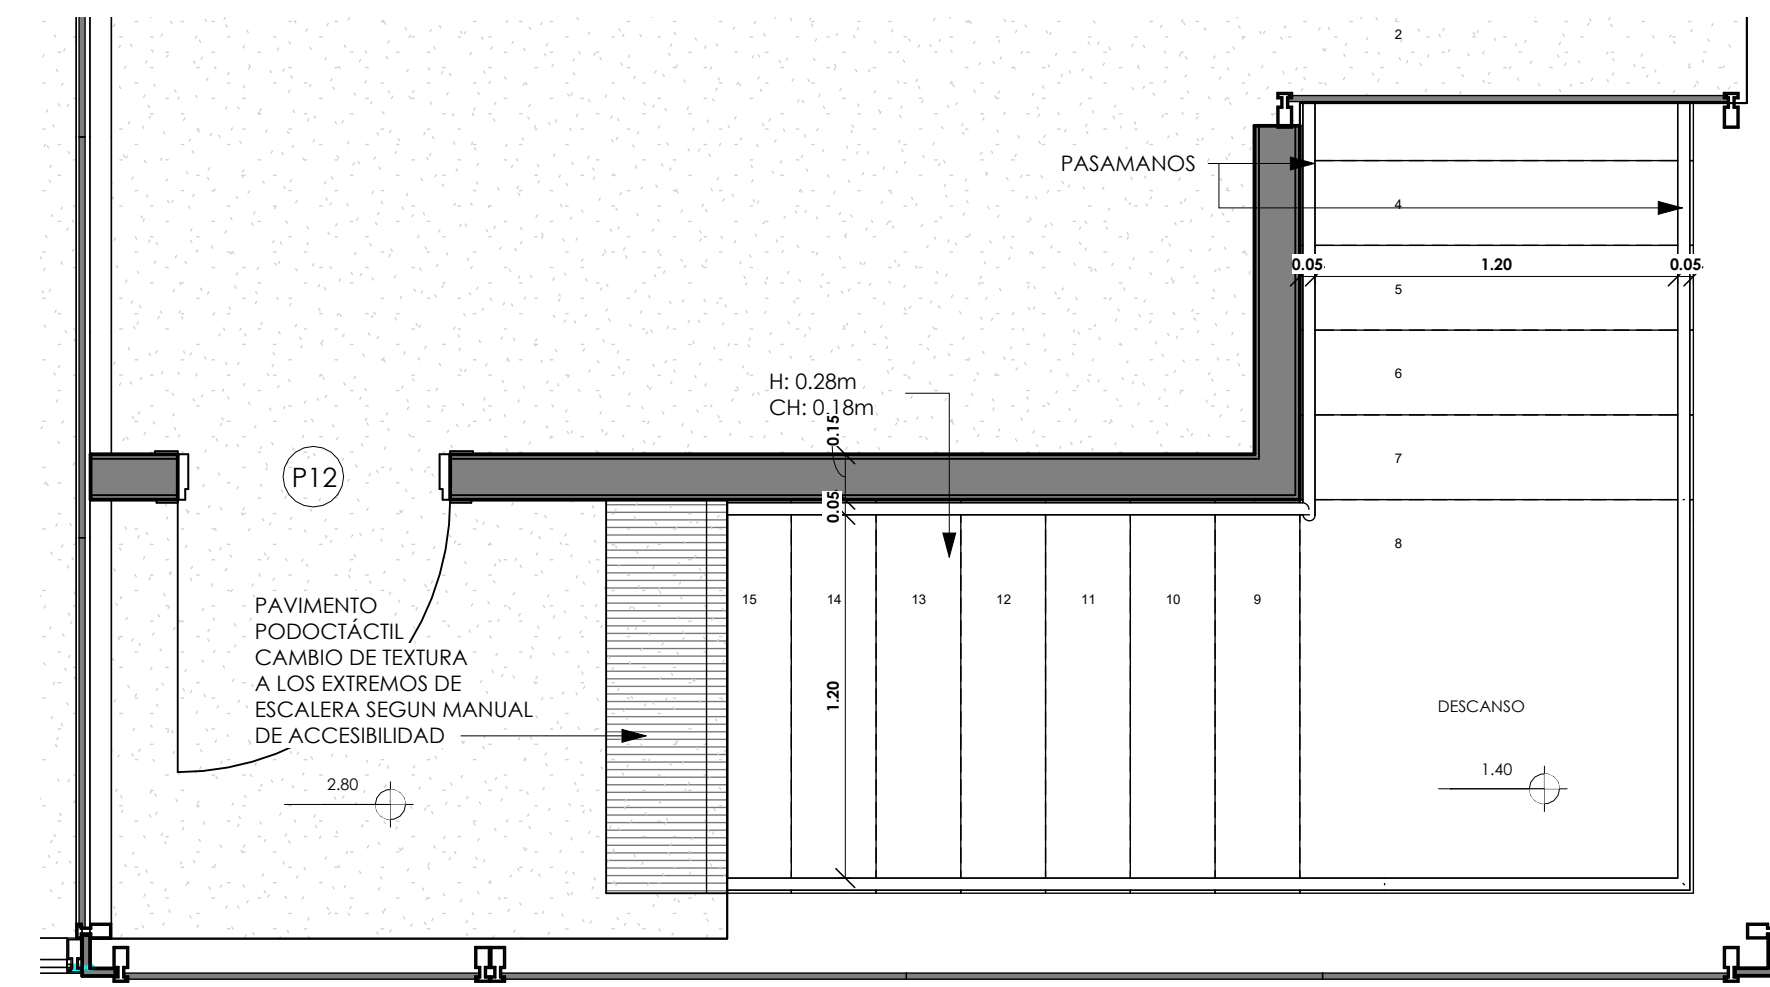 2
PASAMANOS
4
0.05
1.20
0.05
5
6
H: 0.28m
CH: 0.18m
0.15
7
P12
0.05
8
15
14
13
12
11
10
9
PAVIMENTO
PODOCTÁCTIL
CAMBIO DE TEXTURA
A LOS EXTREMOS DE
ESCALERA SEGUN MANUAL
DE ACCESIBILIDAD
1.20
DESCANSO
2.80
1.40